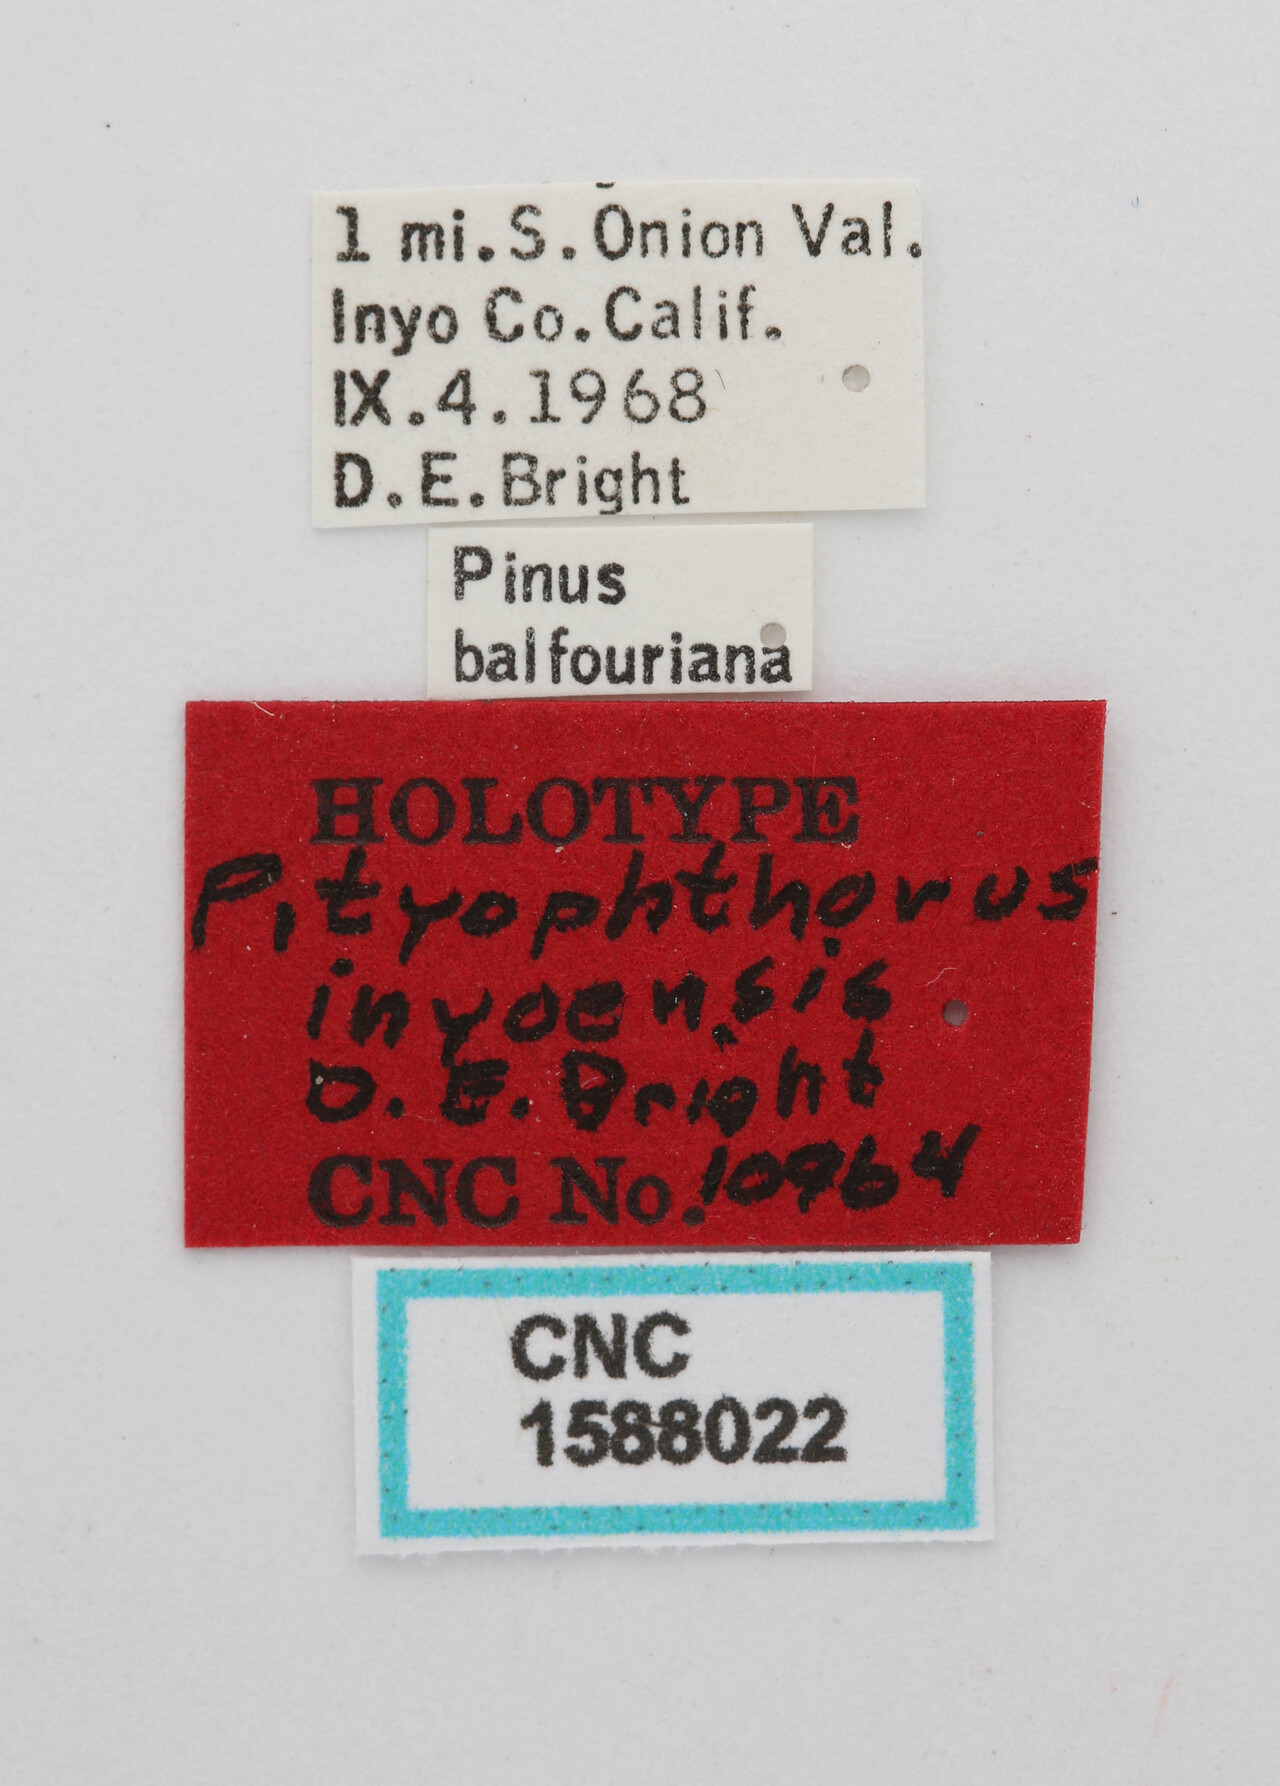 1 mi.S.Onion Val.
Inyo Co.Calif.
IX.4.1968
D.E.Bright
Pinus
balfouriana
HOLOTYPE
Pityophthorus
inyoensis
D.E.Bright
CNC No.10964
CNC
1588022